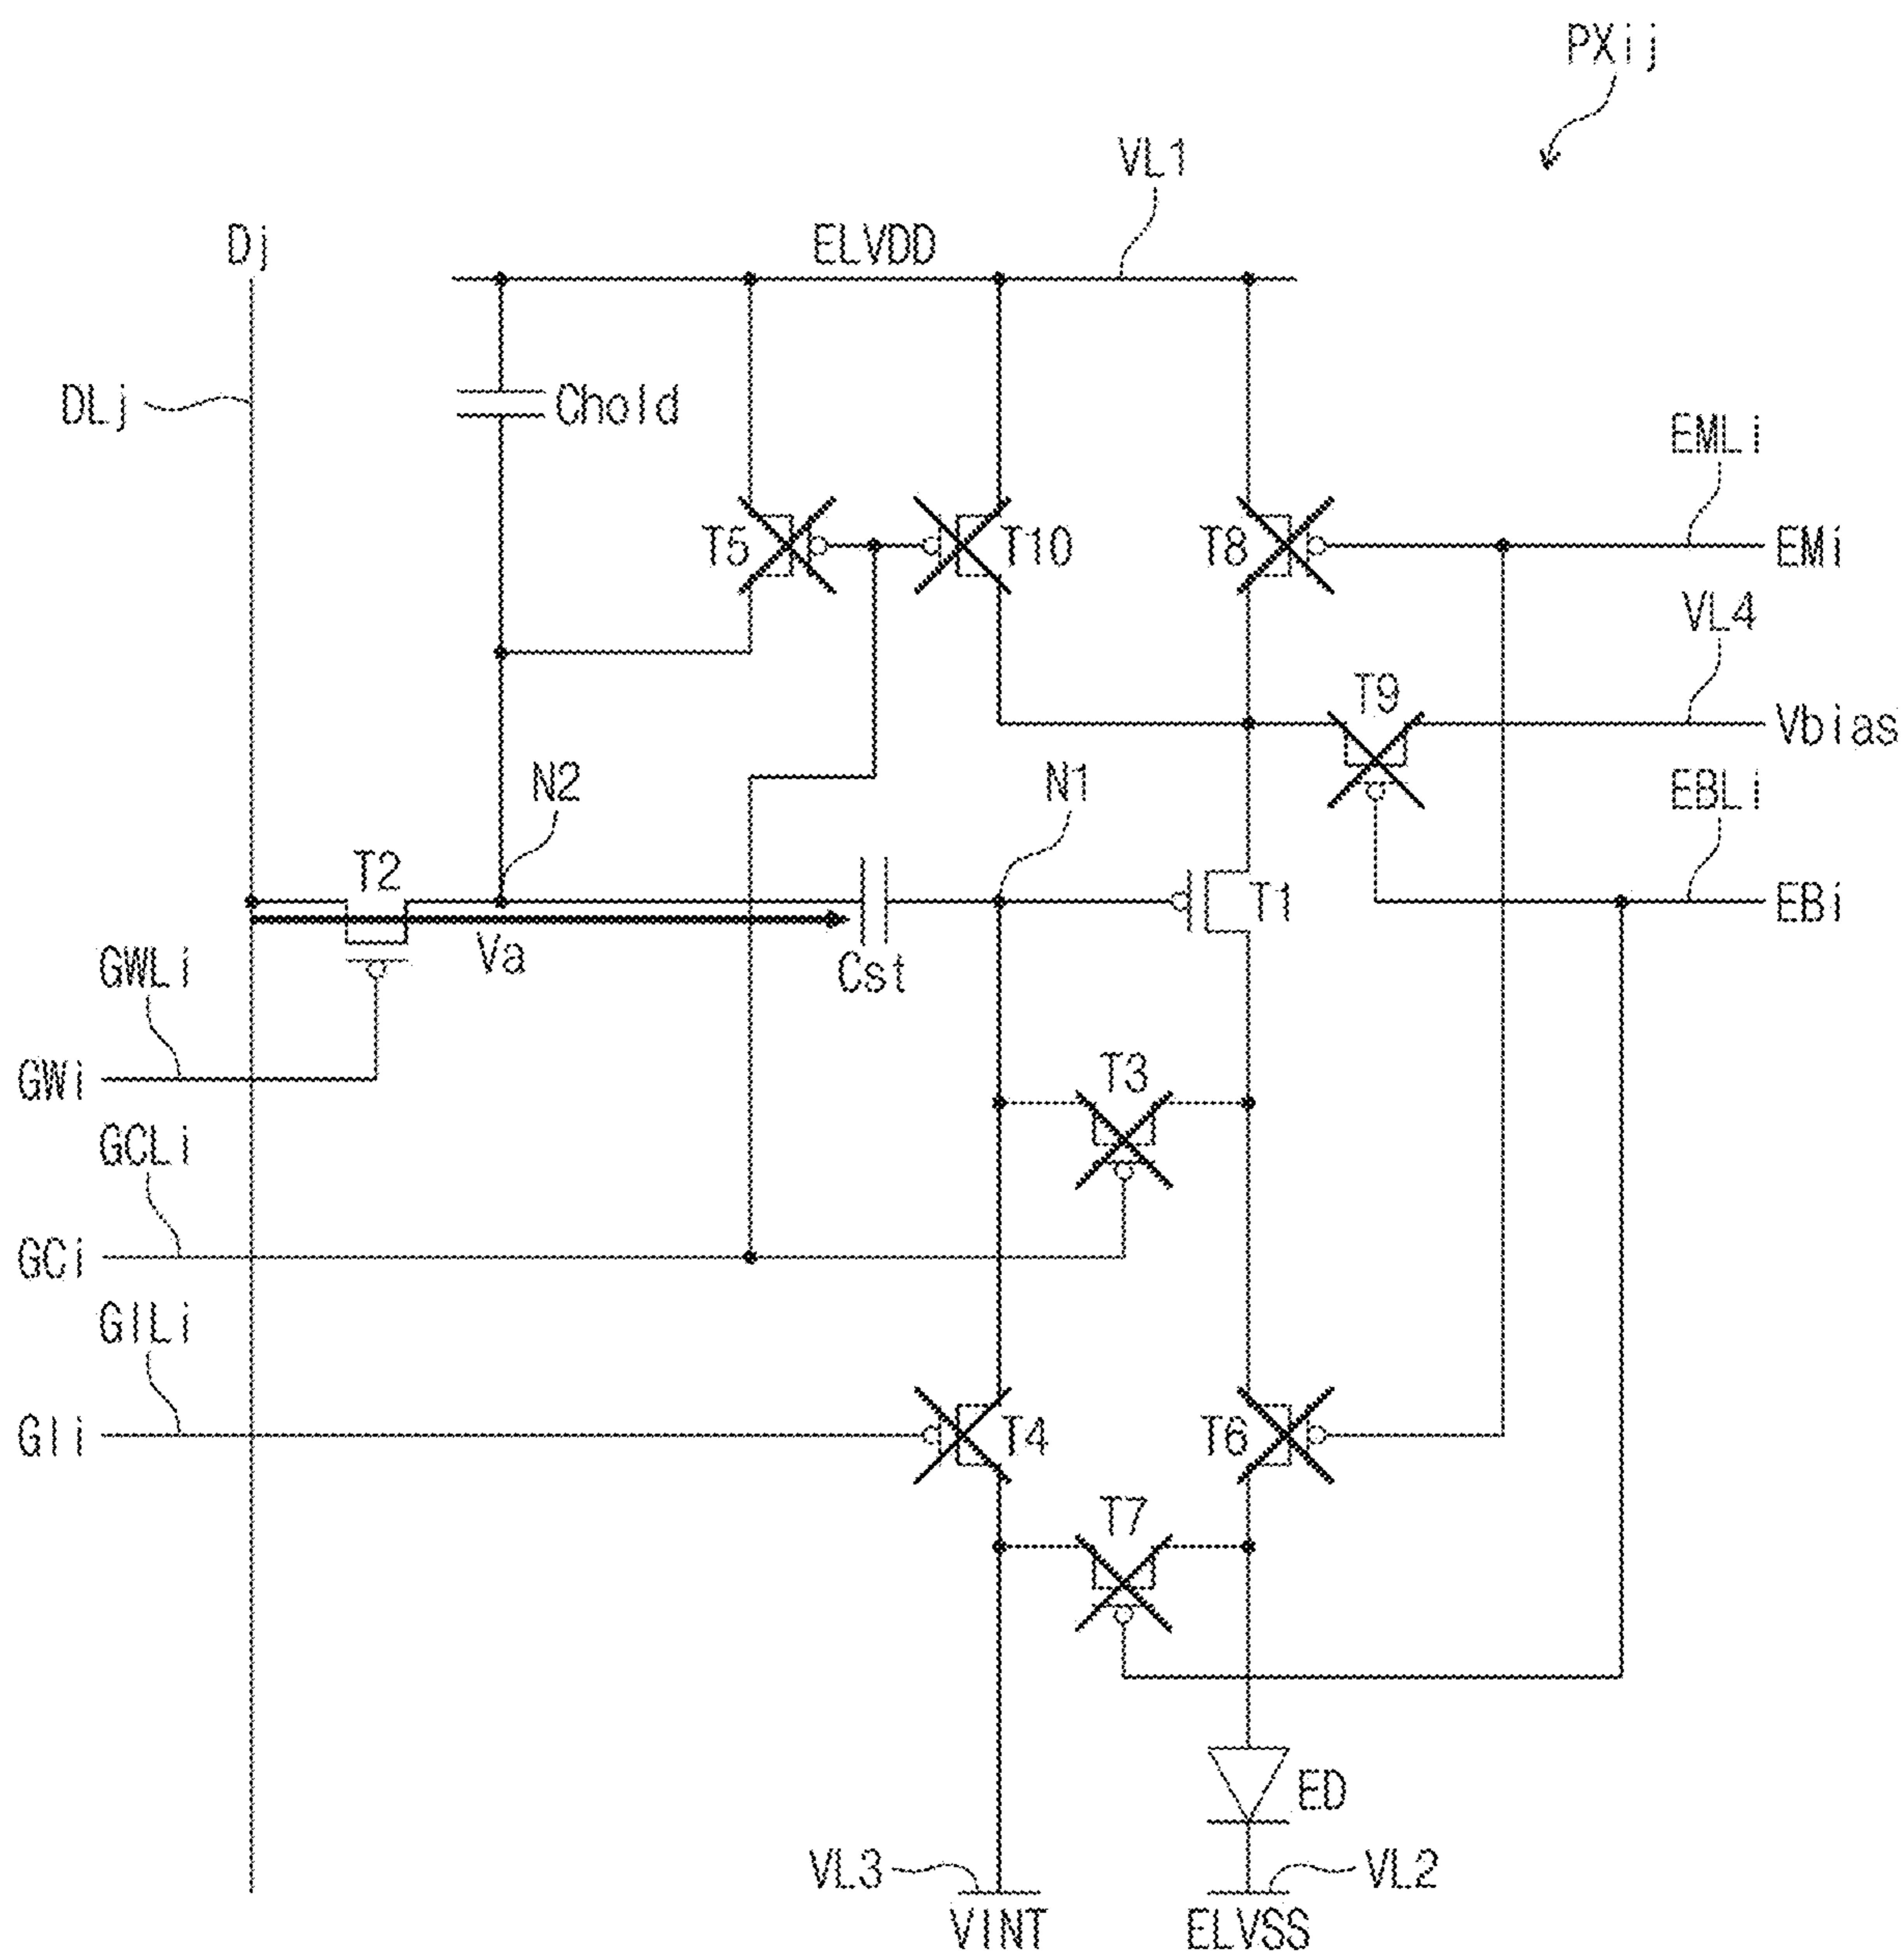 PXij
VL1
Dj
ELVDD
DLj
Chold
EMLi
T5
T10
T8
EMi
VL4
T9
Vbias
N2
N1
EBLi
T2
T1
EBi
Va
Cst
GWLi
GWi
T3
GCLi
GCi
GILi
GIi
T4
T6
T7
ED
VL3
VL2
VINT
ELVSS